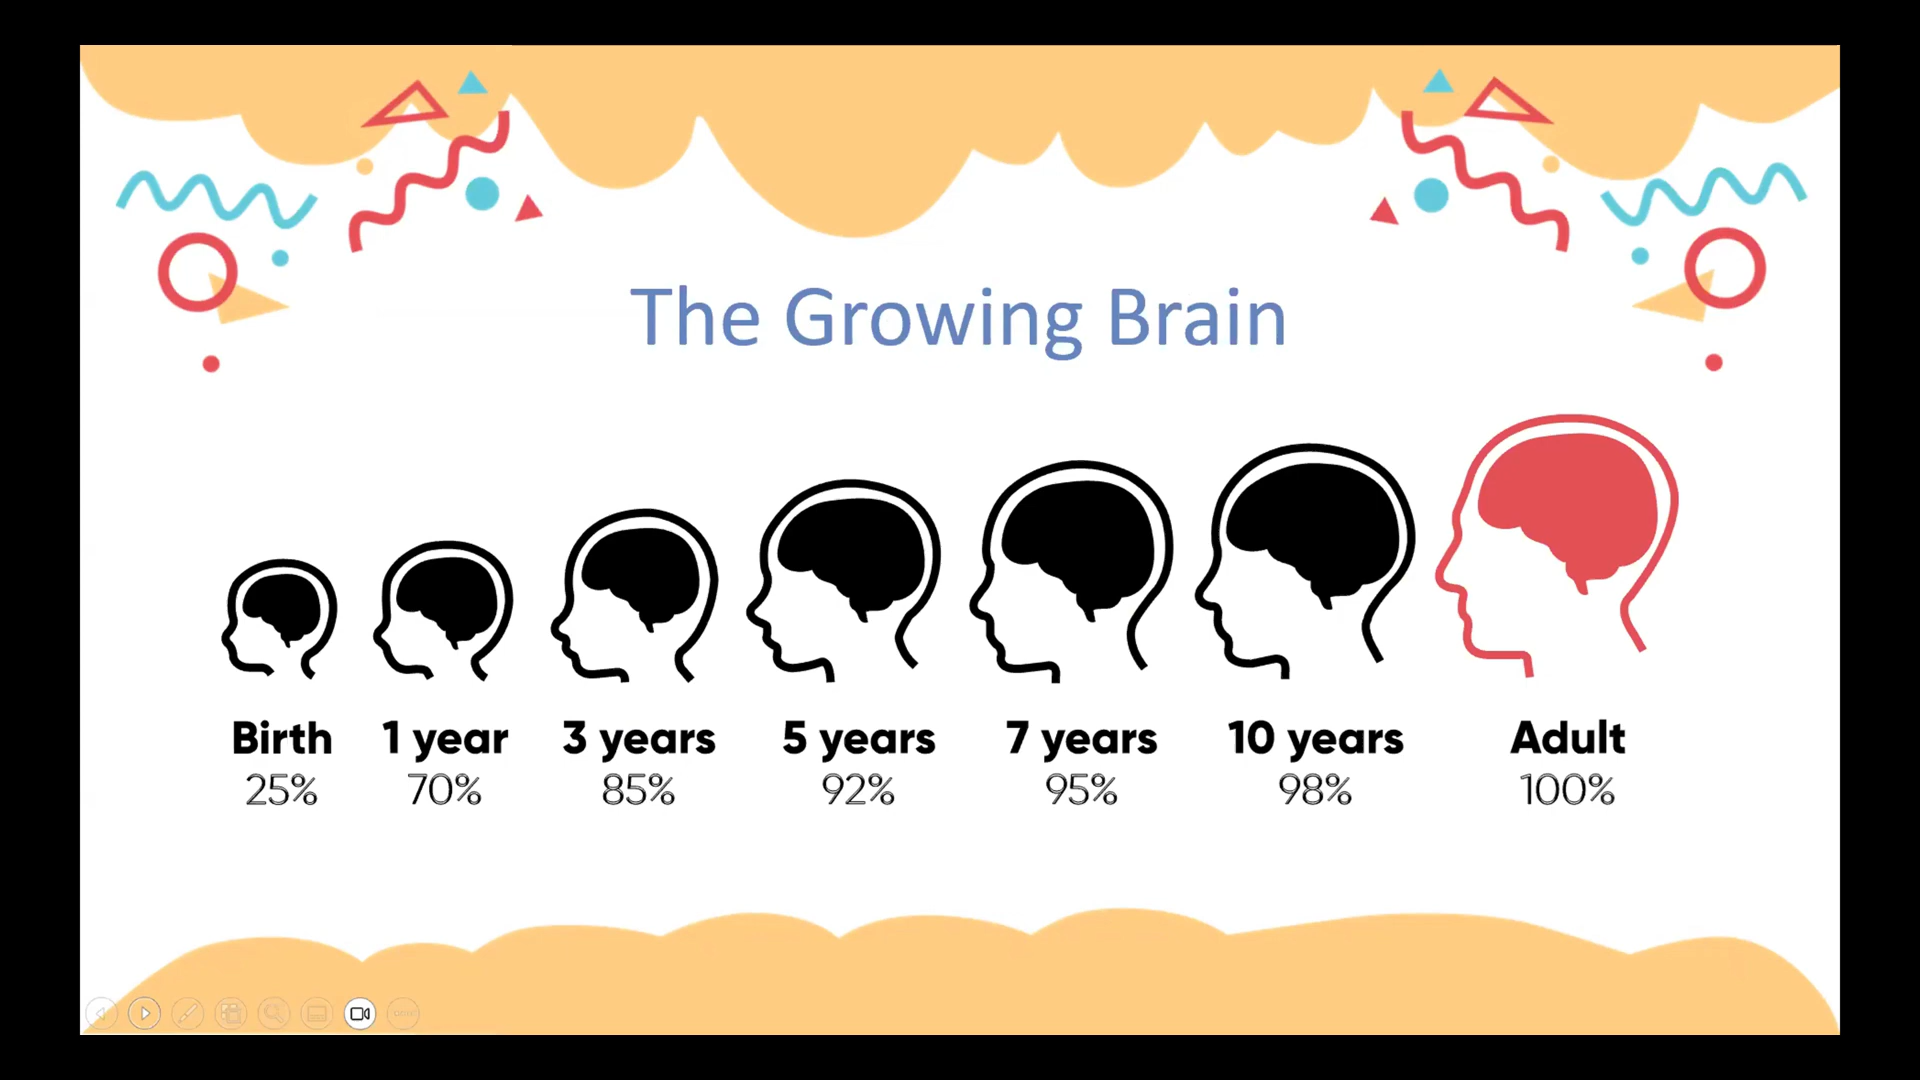 The Growing Brain
Birth 1 year 3 years 5 years 7 years 10 years Adult
25% 70% 85% 92% 95% 98% 100%